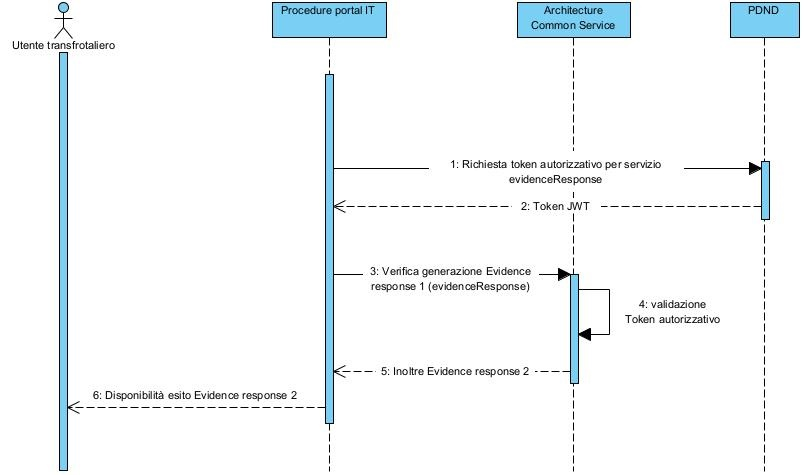 Utente transfrotaliero
Procedure portal IT
Architecture
Common Service
PDND
1: Richiesta token autorizzativo per servizio
evidenceResponse
2: Token JWT
3: Verifica generazione Evidence
response 1 (evidenceResponse)
4: validazione
Token autorizzativo
5: Inoltre Evidence response 2
6: Disponibilità esito Evidence response 2